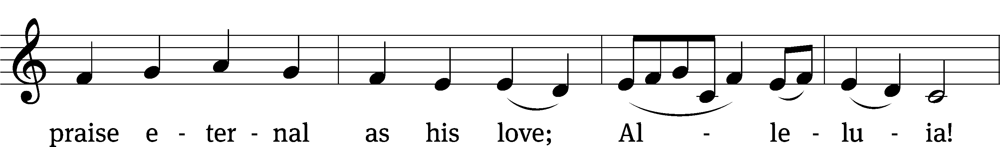 praise e - ter - nal as his love; Al - le - lu - ia!